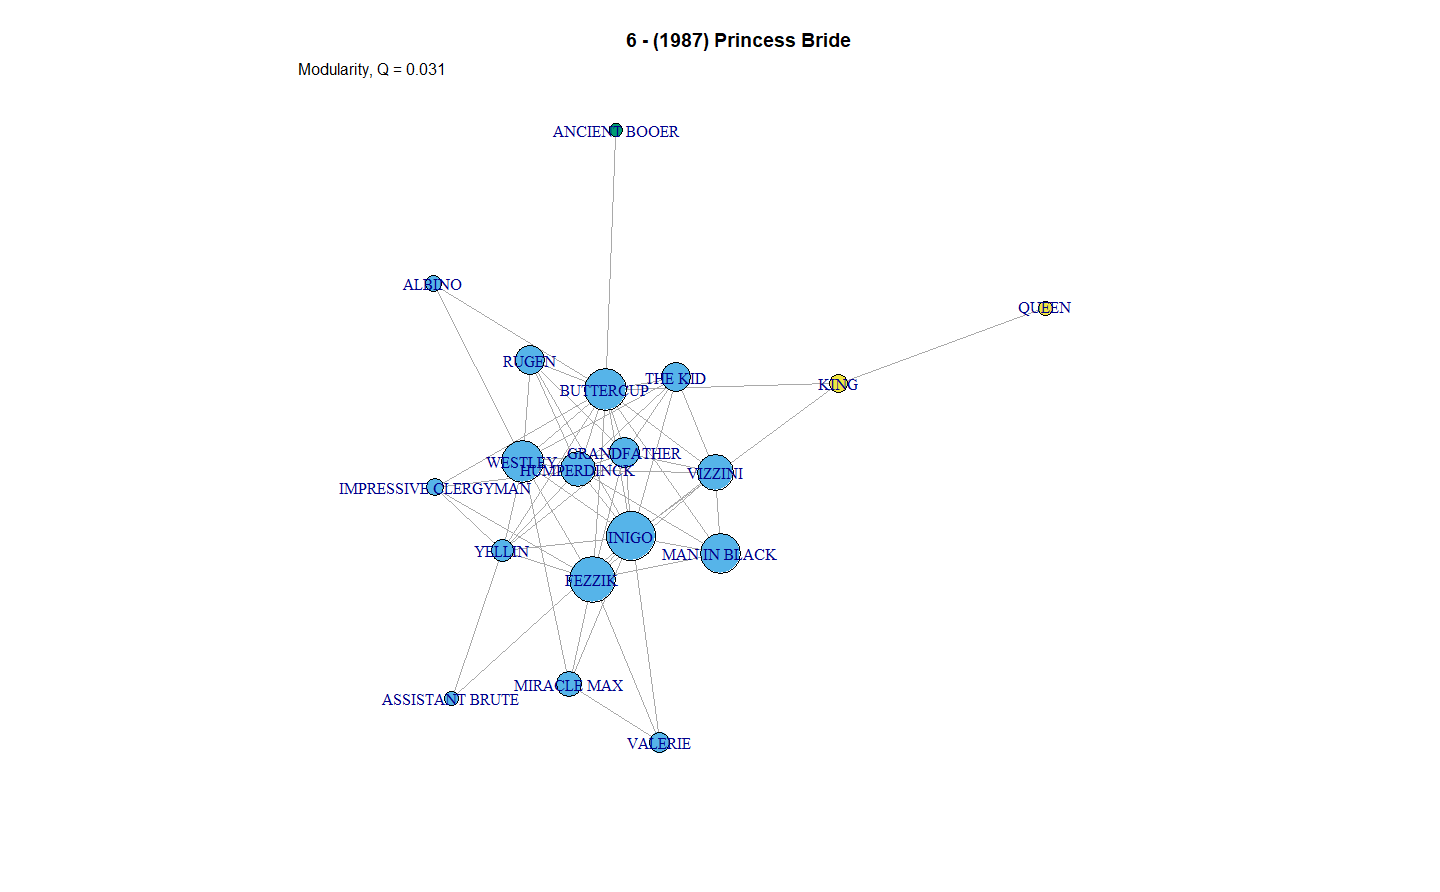 6 - (1987) Princess Bride
Modularity, Q = 0.031
ANCIENT BOOER
ALBINO
QUEEN
RUGEN
THE KID
KING
BUTTERCUP
GRANDFATHER
WESTLEY
HUMPERDINCK
VIZZINI
IMPRESSIVE CLERGYMAN
INIGO
YELLIN
MAN IN BLACK
FEZZIK
MIRACLE MAX
ASSISTANT BRUTE
VALERIE